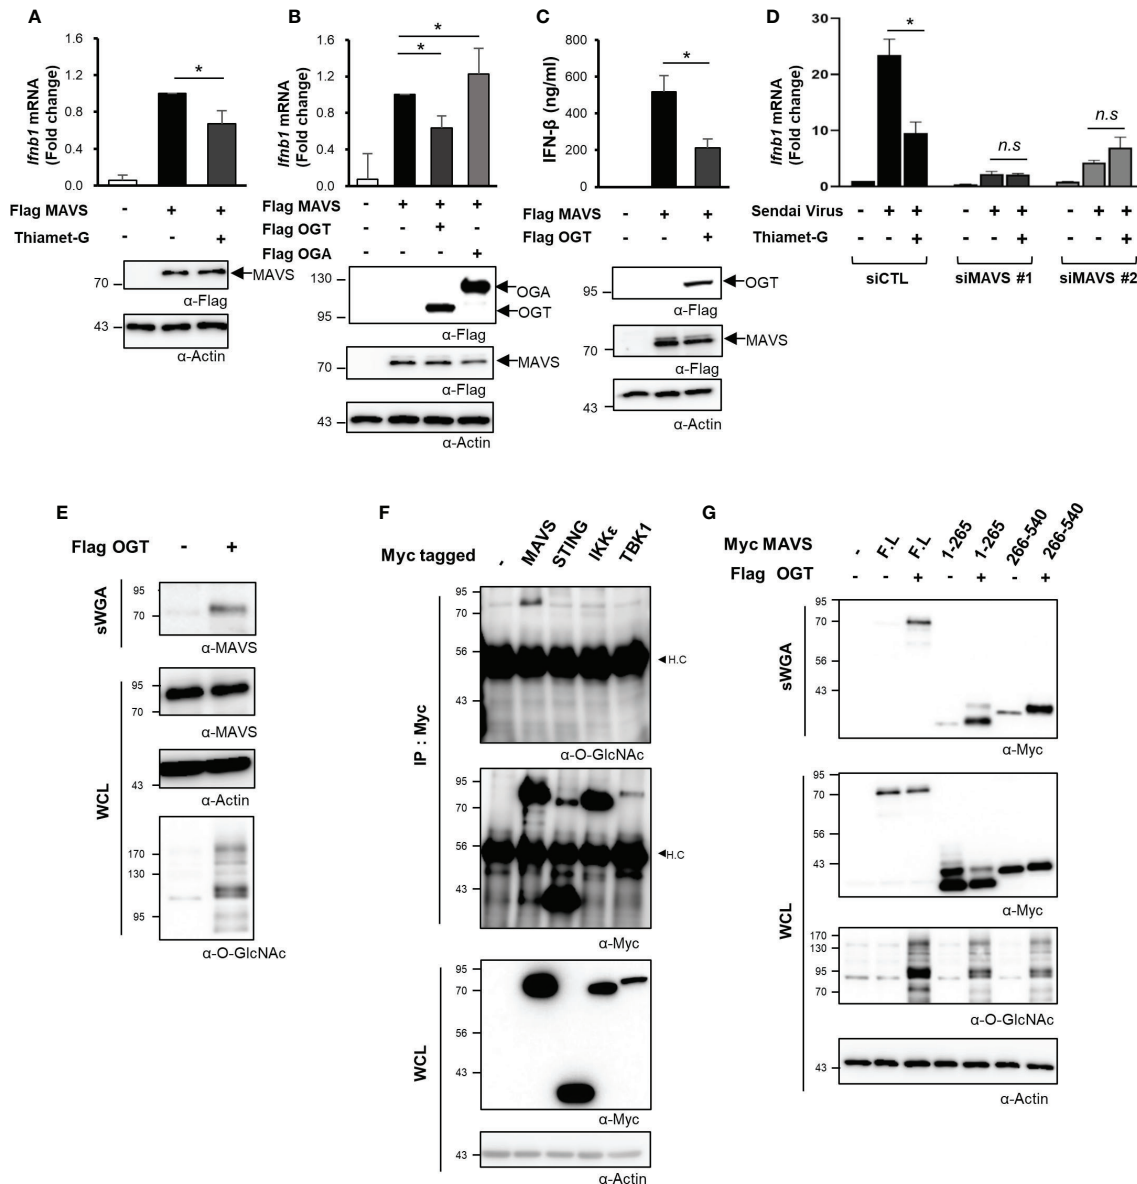 A
Ifnb1 mRNA
(Fold change)
1.6
1.2
0.8
0.4
0.0
*
Flag MAVS - + +
Thiamet-G - - +
70
MAVS
α-Flag
43
α-Actin
B
Ifnb1 mRNA
(Fold change)
1.6
1.2
0.8
0.4
0.0
*
*
Flag MAVS - + + +
Flag OGT - - + -
Flag OGA - - - +
130
OGA
OGT
95
α-Flag
MAVS
70
α-Flag
43
α-Actin
C
IFN-β (ng/ml)
800
600
400
200
0
*
Flag MAVS - + +
Flag OGT - - +
OGT
95
α-Flag
MAVS
70
α-Flag
43
α-Actin
D
Ifnb1 mRNA
(Fold change)
30
20
10
0
*
n.s
n.s
Sendai Virus - + + - + + - + +
Thiamet-G - - + - - + - - +
siCTL siMAVS #1 siMAVS #2
E
Flag OGT - +
sWGA
95
70
α-MAVS
WCL
95
70
α-MAVS
43
α-Actin
170
130
95
α-O-GlcNAc
F
Myc tagged - MAVS STING IKKε TBK1
IP : Myc
95
70
56
H.C
43
α-O-GlcNAc
95
70
56
H.C
43
α-Myc
WCL
95
70
56
43
α-Myc
43
α-Actin
G
Myc MAVS - F.L F.L 1-265 1-265 266-540 266-540
Flag OGT - - + - + - +
sWGA
95
70
56
43
α-Myc
WCL
95
70
56
43
α-Myc
170
130
95
70
α-O-GlcNAc
43
α-Actin